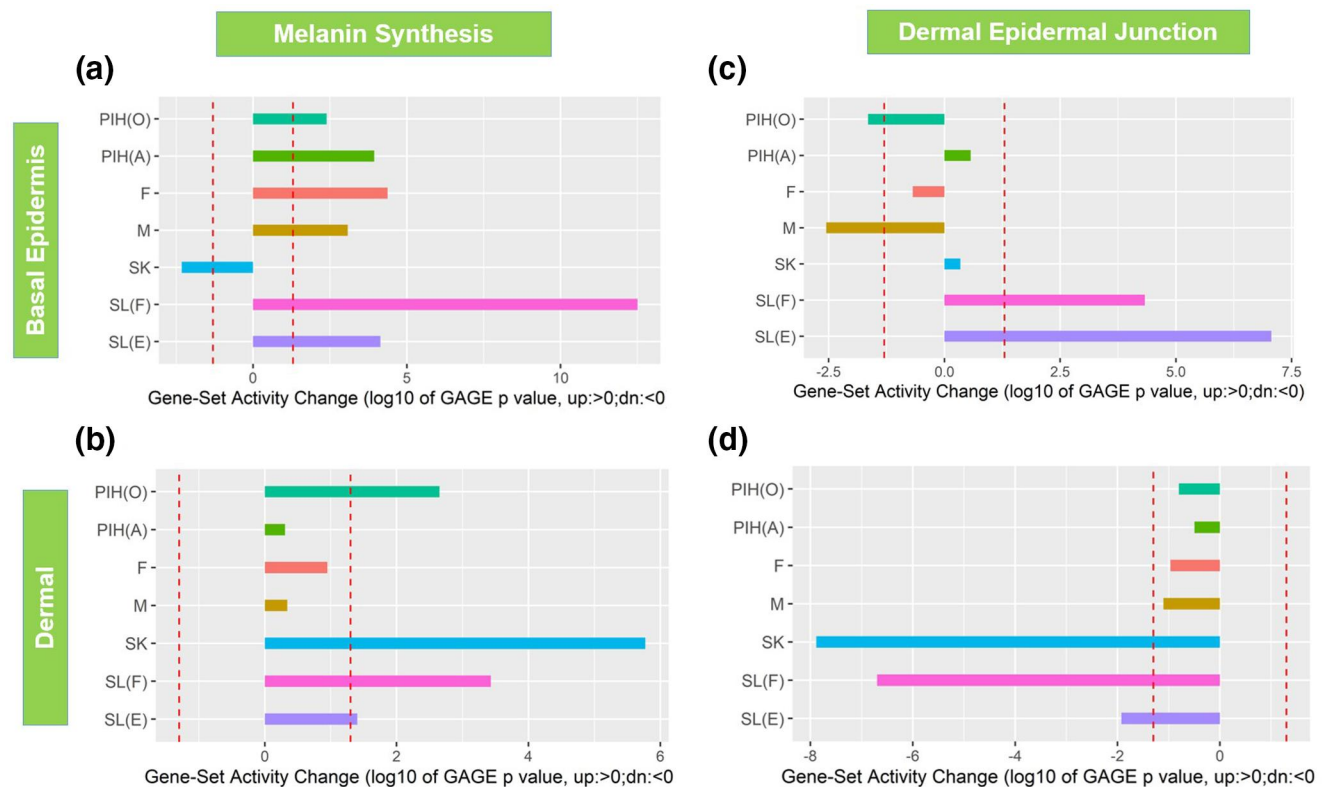 Melanin Synthesis
Dermal Epidermal Junction
Basal Epidermis
(a)
PIH(O)
PIH(A)
F
M
SK
SL(F)
SL(E)
0
5
10
Gene-Set Activity Change (log10 of GAGE p value, up:>0;dn:<0
(c)
PIH(O)
PIH(A)
F
M
SK
SL(F)
SL(E)
-2.5
0.0
2.5
5.0
7.5
Gene-Set Activity Change (log10 of GAGE p value, up:>0;dn:<0)
Dermal
(b)
PIH(O)
PIH(A)
F
M
SK
SL(F)
SL(E)
0
2
4
6
Gene-Set Activity Change (log10 of GAGE p value, up:>0;dn:<0
(d)
PIH(O)
PIH(A)
F
M
SK
SL(F)
SL(E)
-8
-6
-4
-2
0
Gene-Set Activity Change (log10 of GAGE p value, up:>0;dn:<0